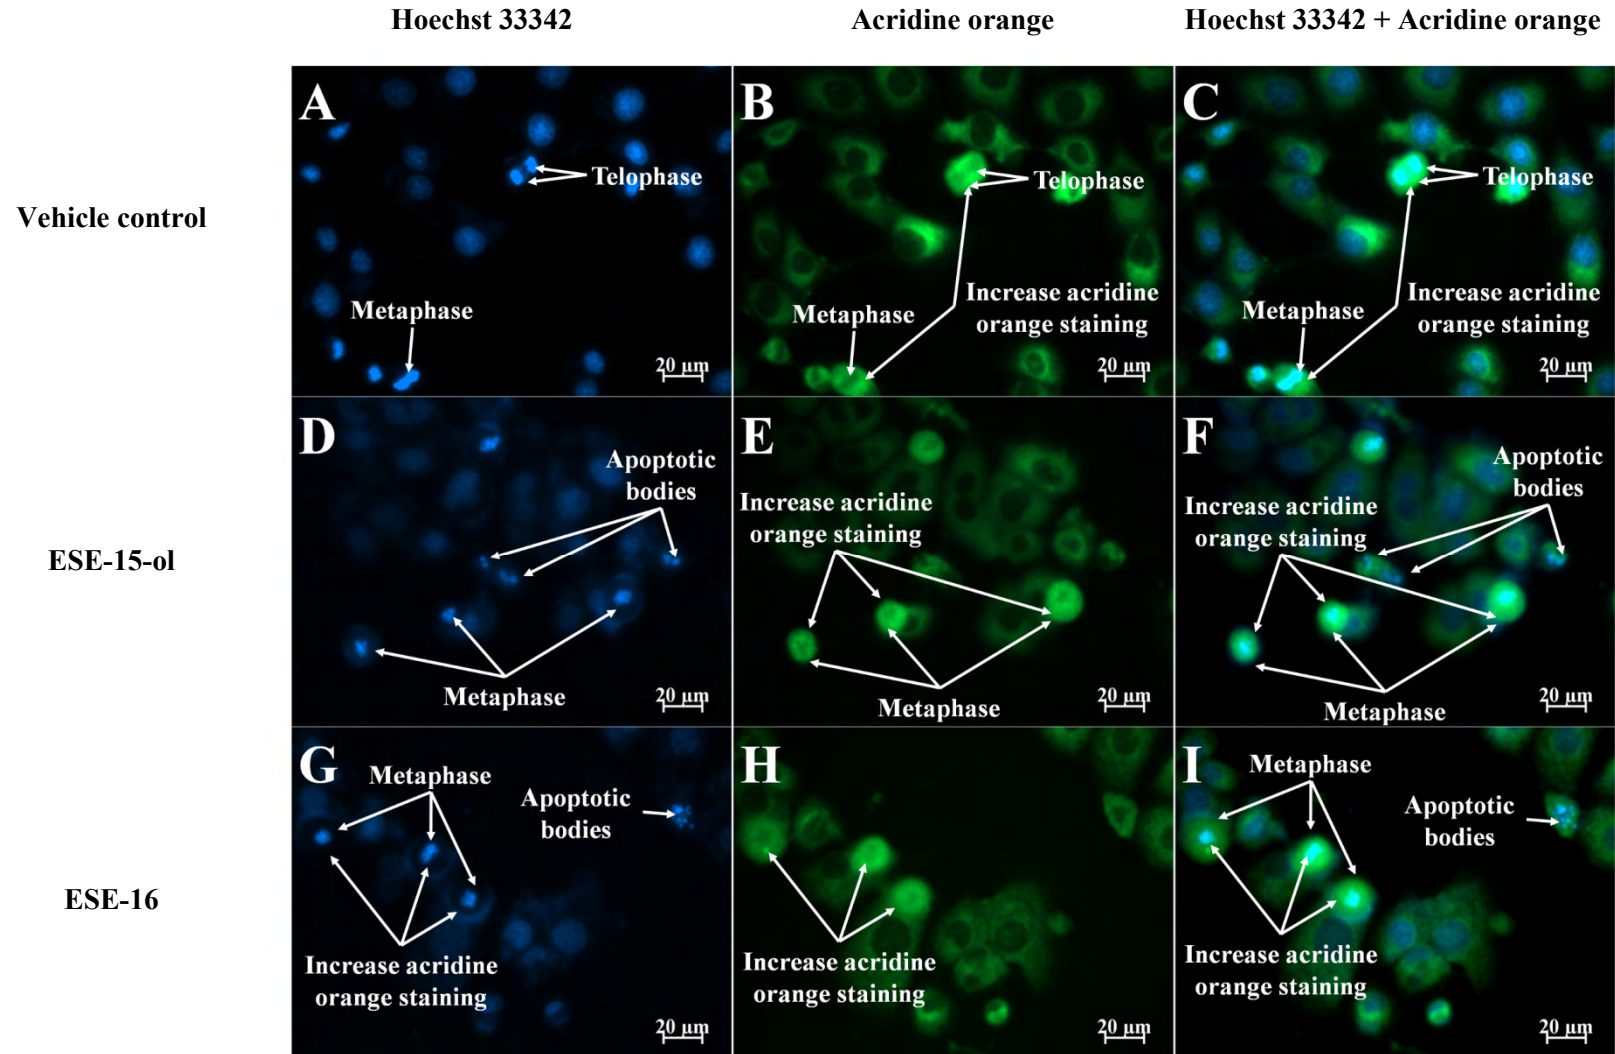 Hoechst 33342
Acridine orange
Hoechst 33342 + Acridine orange
Vehicle control
A
Telophase
Metaphase
20 µm
B
Telophase
Increase acridine
orange staining
Metaphase
20 µm
C
Telophase
Increase acridine
orange staining
Metaphase
20 µm
ESE-15-ol
D
Apoptotic
bodies
Metaphase
20 µm
E
Increase acridine
orange staining
Metaphase
20 µm
F
Apoptotic
bodies
Increase acridine
orange staining
Metaphase
20 µm
ESE-16
G
Metaphase
Apoptotic
bodies
Increase acridine
orange staining
20 µm
H
Increase acridine
orange staining
20 µm
I
Metaphase
Apoptotic
bodies
Increase acridine
orange staining
20 µm